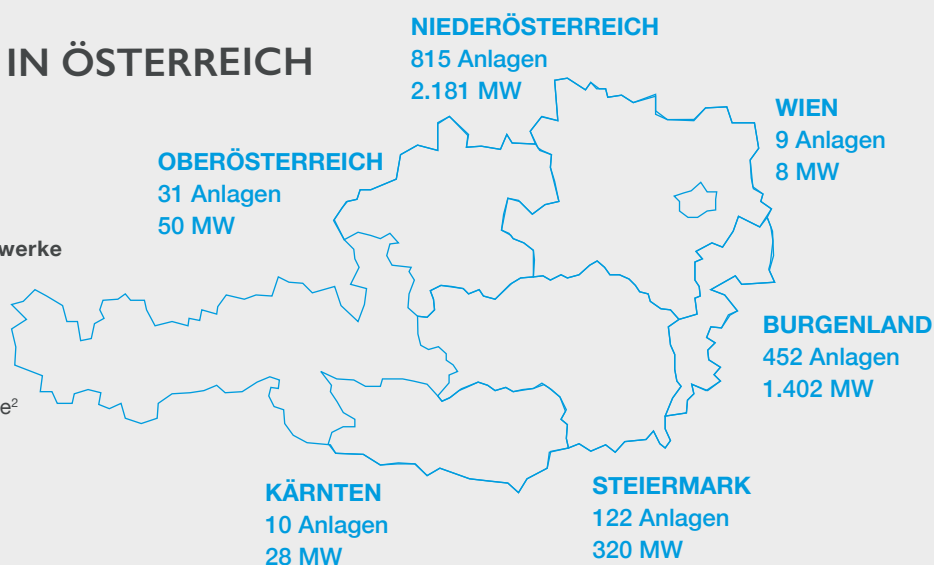 IN ÖSTERREICH
NIEDERÖSTERREICH
815 Anlagen
2.181 MW
WIEN
9 Anlagen
8 MW
OBERÖSTERREICH
31 Anlagen
50 MW
werke
BURGENLAND
452 Anlagen
1.402 MW
e²
KÄRNTEN
10 Anlagen
28 MW
STEIERMARK
122 Anlagen
320 MW